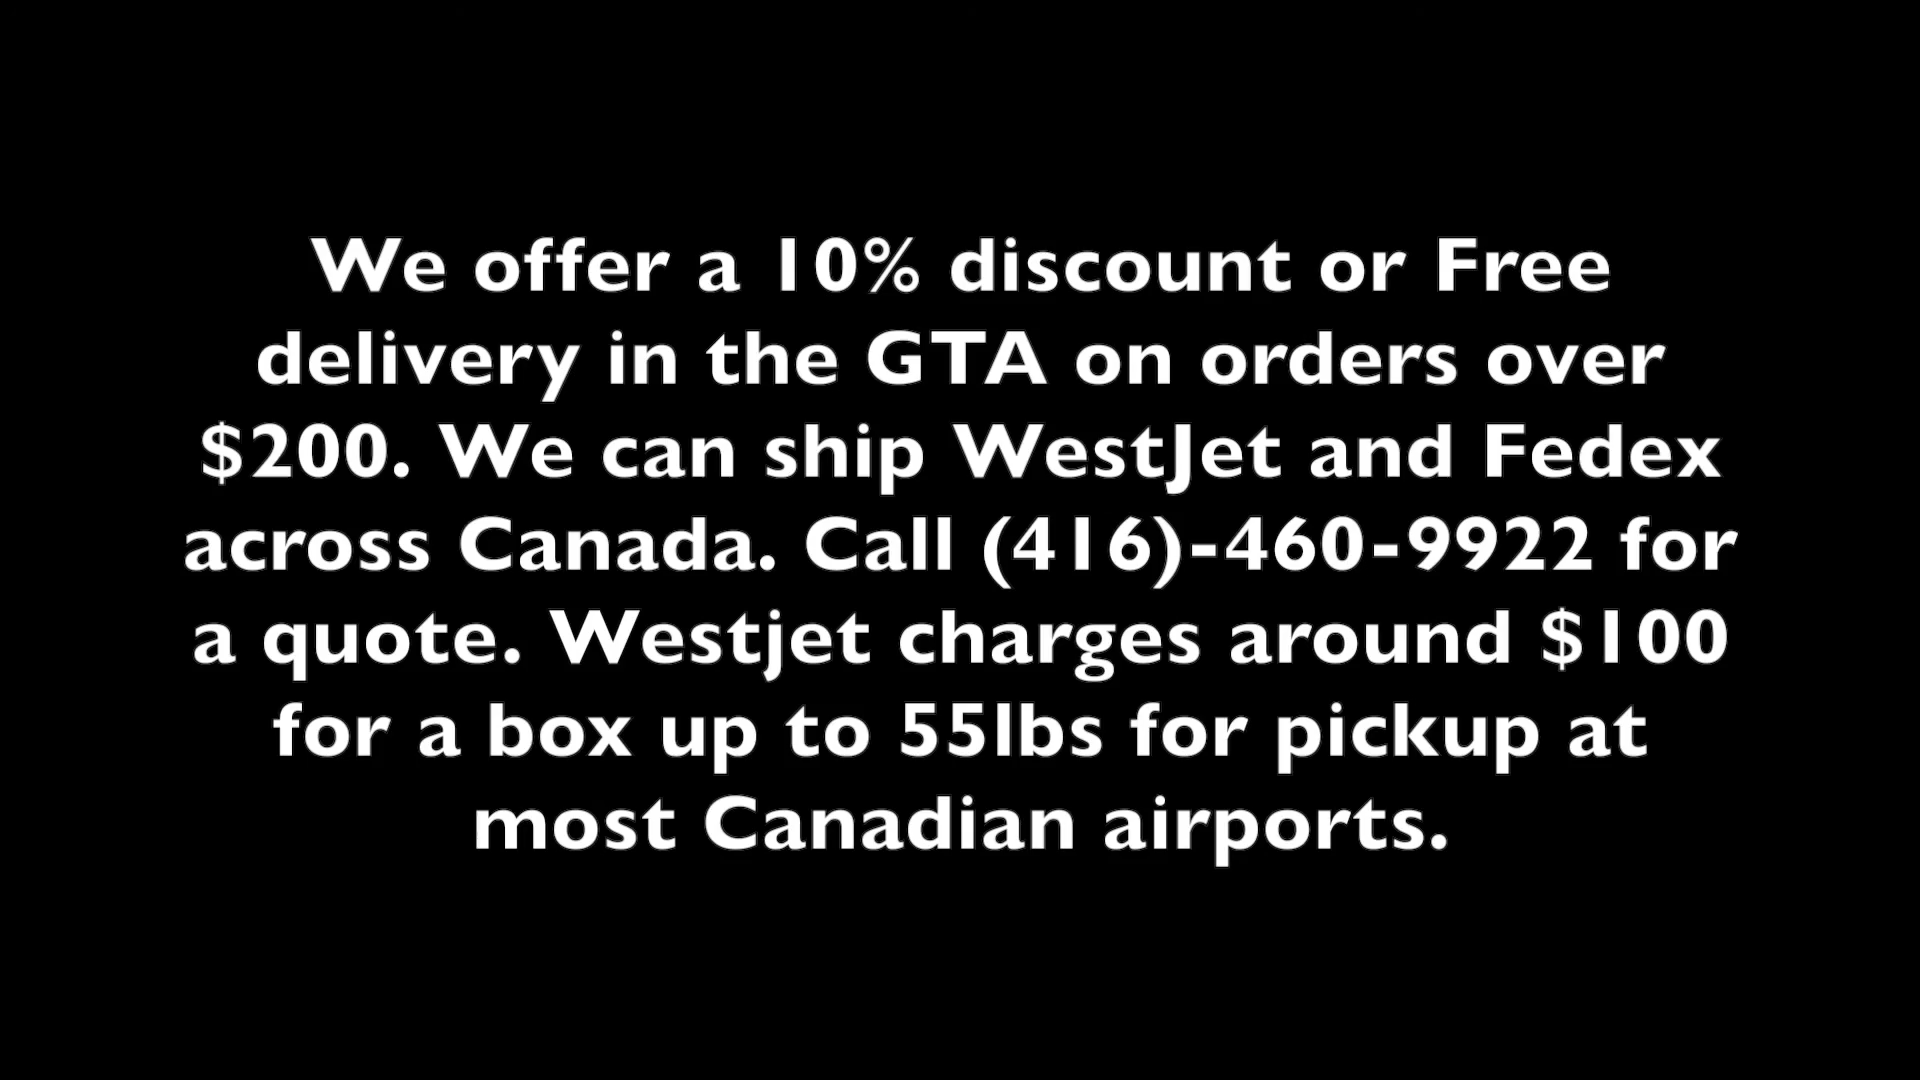 We offer a 10% discount or Free
delivery in the GTA on orders over
$200. We can ship WestJet and Fedex
across Canada. Call (416)-460-9922 for
a quote. Westjet charges around $100
for a box up to 55lbs for pickup at
most Canadian airports.